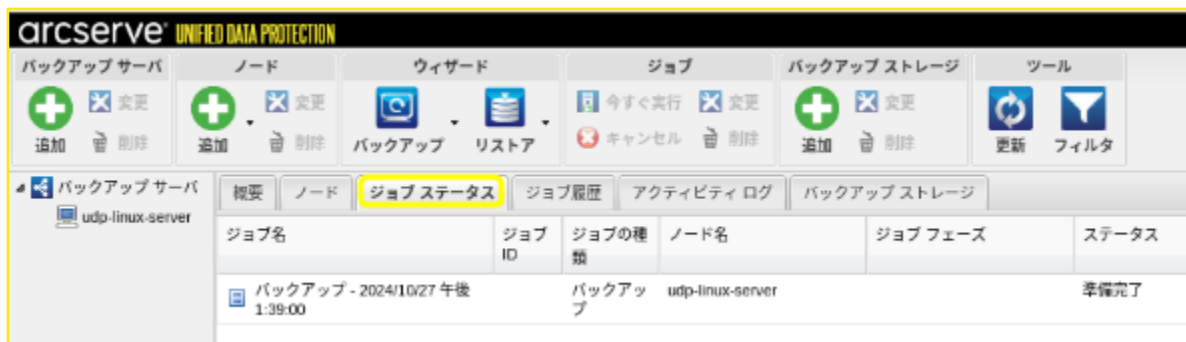 arcserve® UNIFIED DATA PROTECTION
バックアップ サーバ ノード ウィザード ジョブ バックアップ ストレージ ツール
変更 変更 今すぐ実行 変更 変更
追加 削除 追加 削除 バックアップ リストア キャンセル 削除 追加 削除 更新 フィルタ
バックアップ サーバ
udp-linux-server
概要 ノード ジョブ ステータス ジョブ履歴 アクティビティ ログ バックアップ ストレージ
ジョブ名 ジョブ ジョブの種 ノード名 ジョブ フェーズ ステータス
ID 類
バックアップ - 2024/10/27 午後 バックアッ udp-linux-server 準備完了
1:39:00 プ